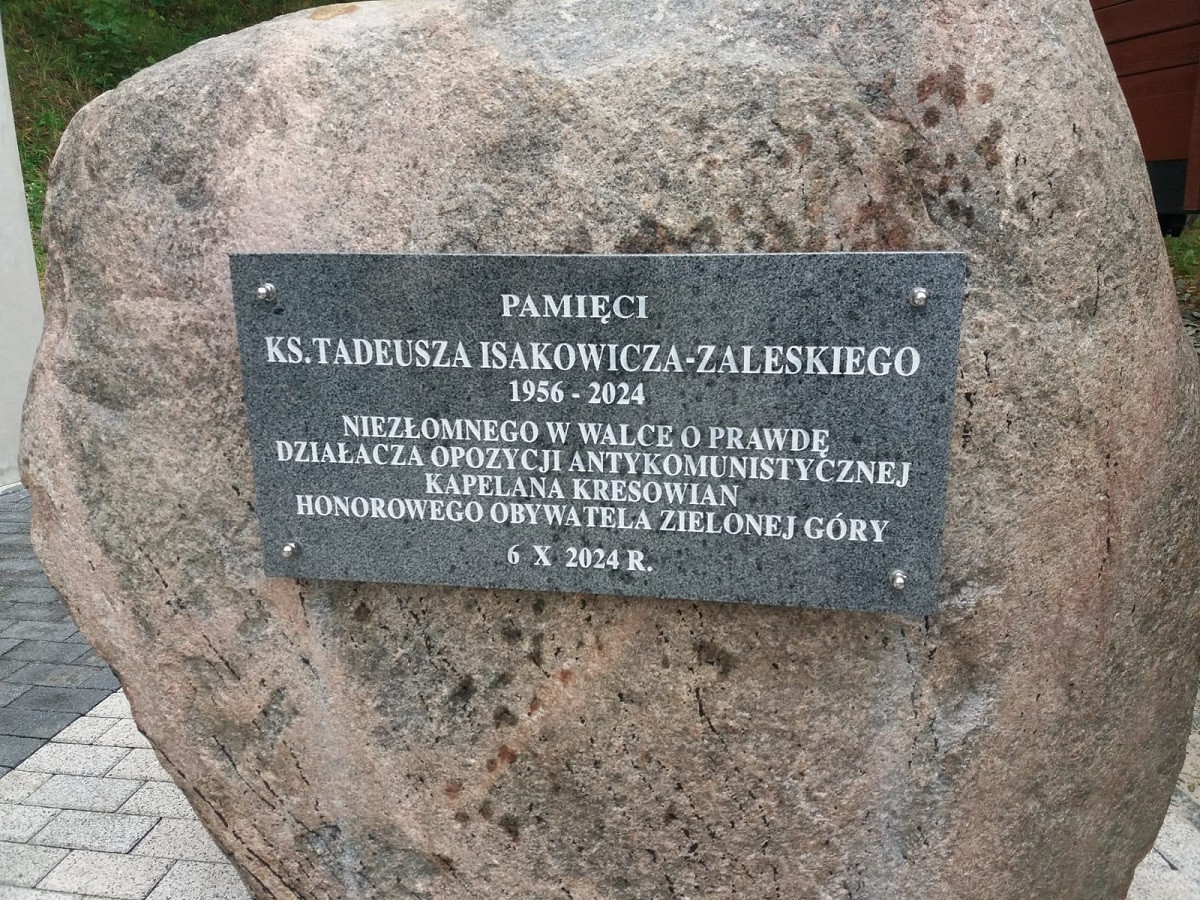 PAMIĘCI
KS. TADEUSZA ISAKOWICZA-ZALESKIEGO
1956 - 2024
NIEZŁOMNEGO W WALCE O PRAWDĘ
DZIAŁACZA OPOZYCJI ANTYKOMUNISTYCZNEJ
KAPELANA KRESOWIAN
HONOROWEGO OBYWATELA ZIELONEJ GÓRY
6 X 2024 R.